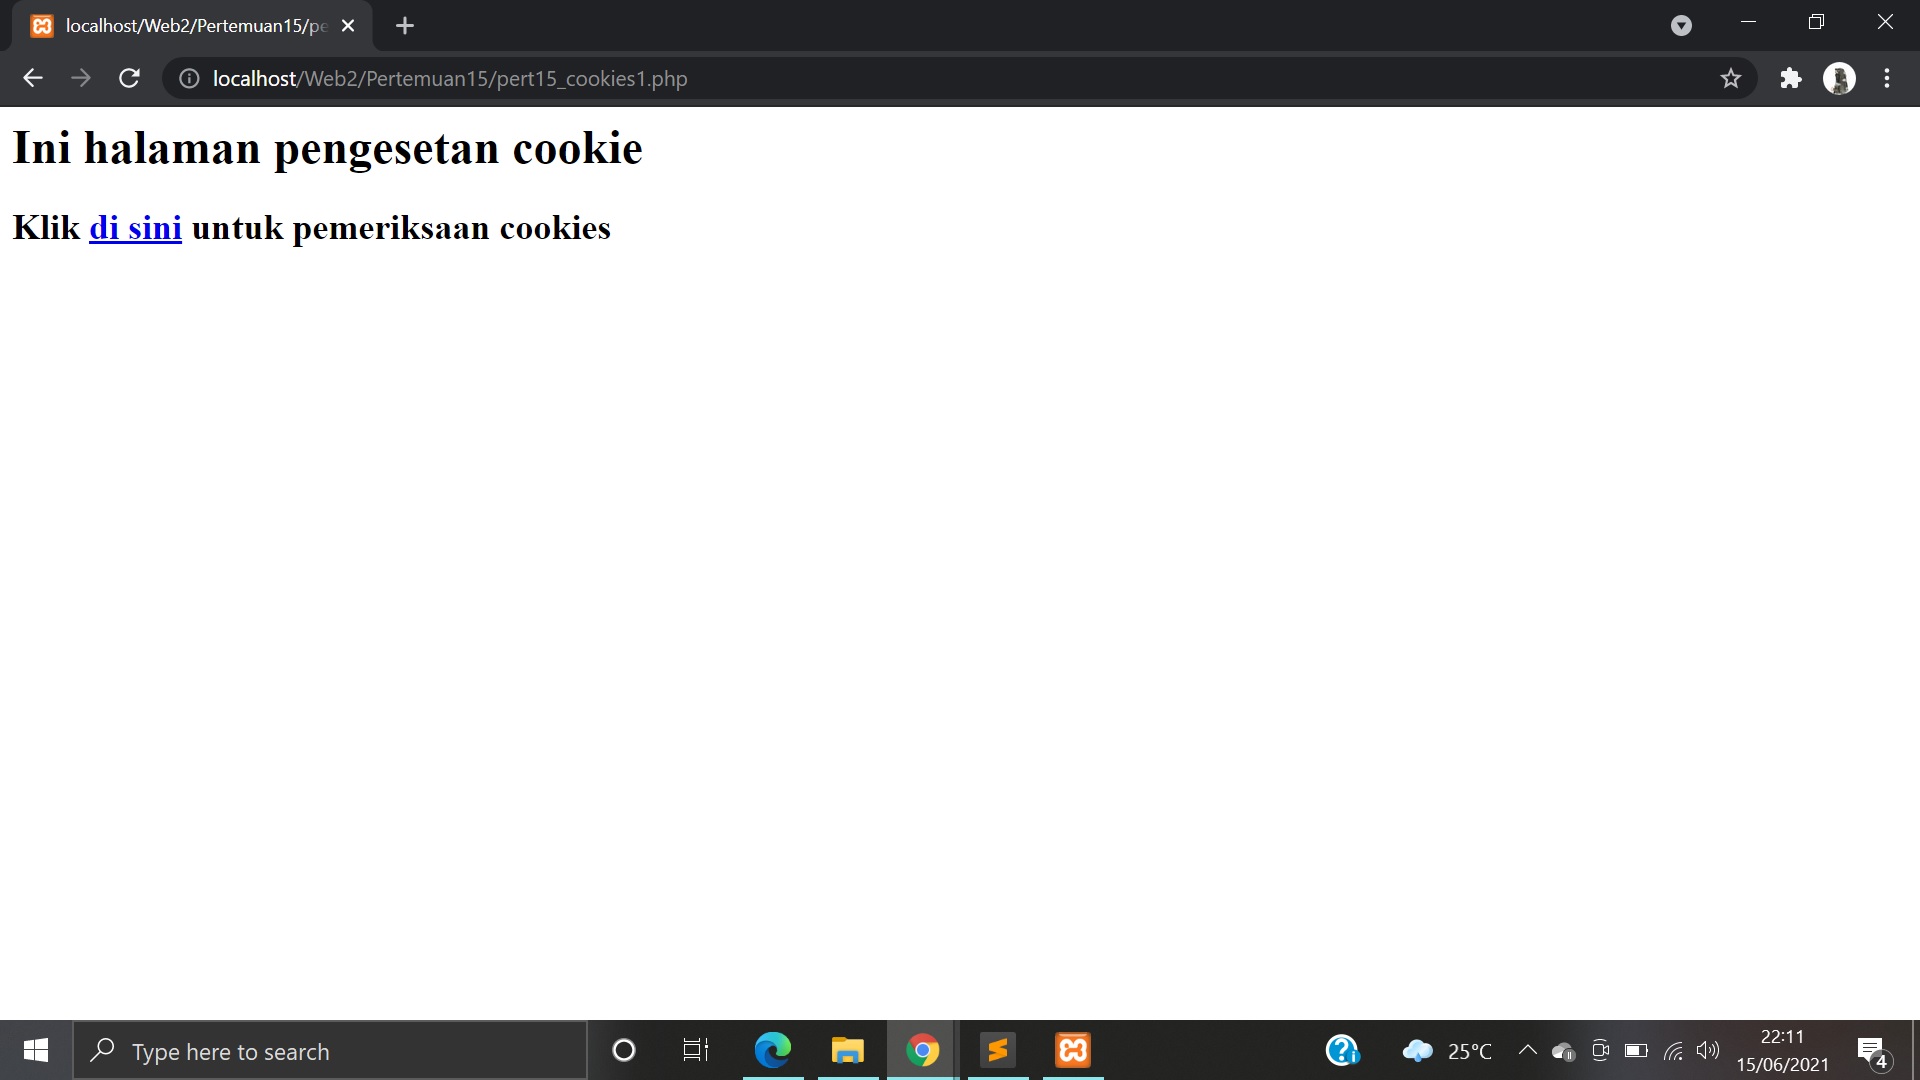 localhost/Web2/Pertemuan15/pe
localhost/Web2/Pertemuan15/pert15_cookies1.php
Ini halaman pengesetan cookie
Klik di sini untuk pemeriksaan cookies
Type here to search
25°C
22:11
15/06/2021
4